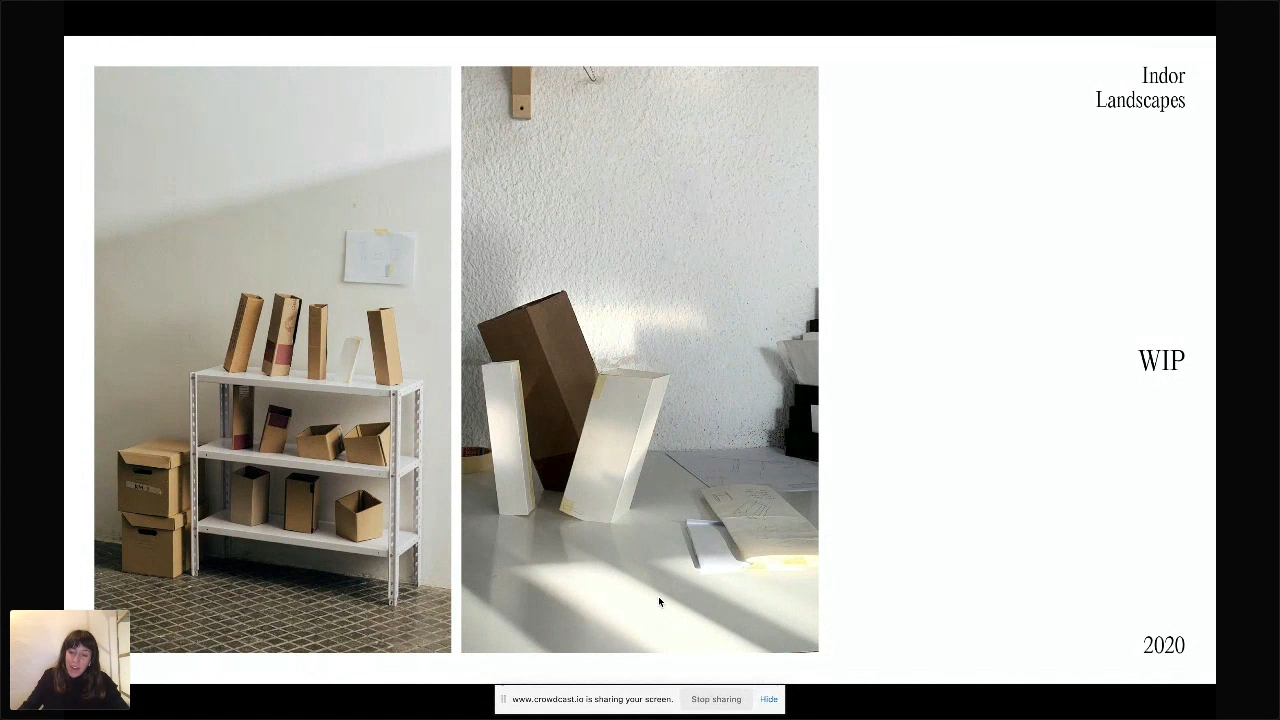 Indor
Landscapes
WIP
2020
www.crowdcast.io is sharing your screen.
Stop sharing
Hide